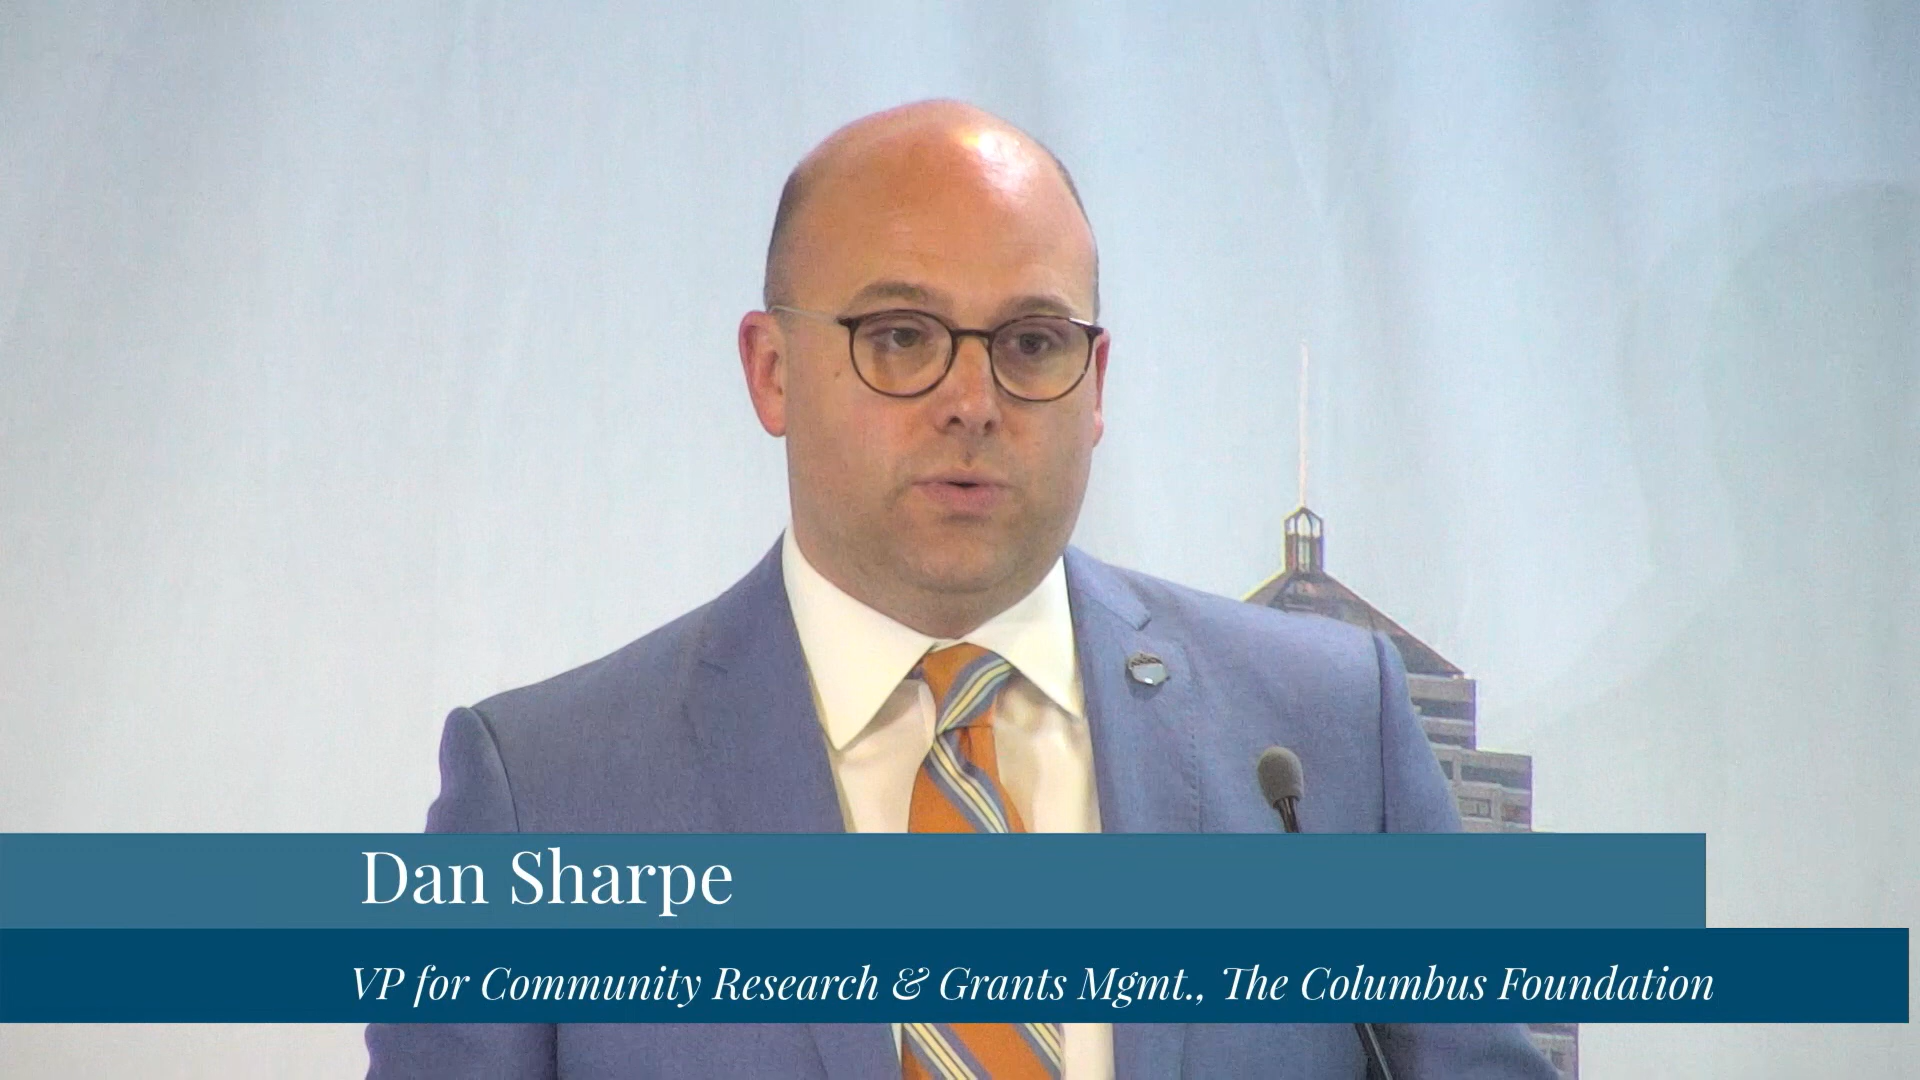 Dan Sharpe
VP for Community Research & Grants Mgmt., The Columbus Foundation